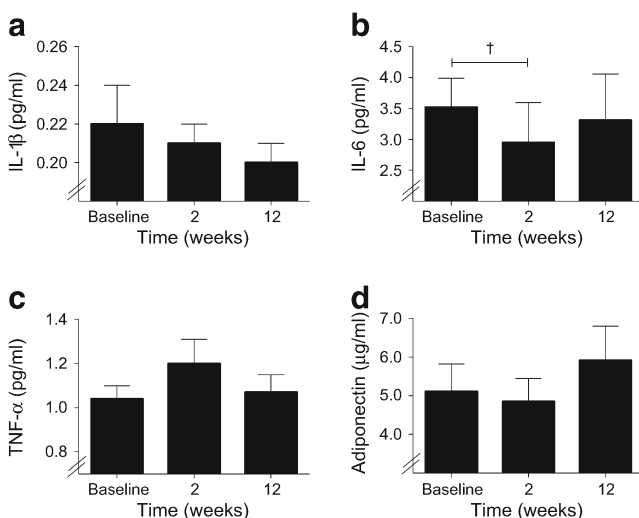 a
IL-1β (pg/ml)
0.26
0.24
0.22
0.20
Baseline 2 12
Time (weeks)
b
IL-6 (pg/ml)
4.5
4.0
3.5
3.0
2.5
†
Baseline 2 12
Time (weeks)
c
TNF-α (pg/ml)
1.4
1.2
1.0
0.8
Baseline 2 12
Time (weeks)
d
Adiponectin (µg/ml)
7.0
6.0
5.0
4.0
Baseline 2 12
Time (weeks)